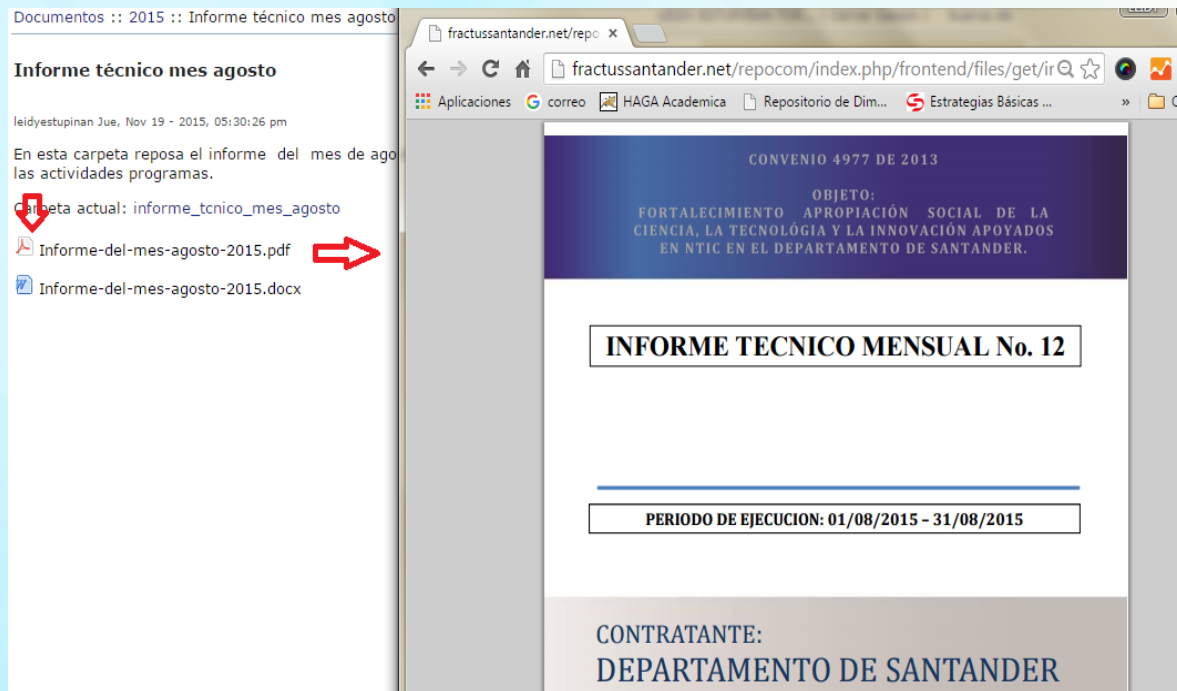 Documentos :: 2015 :: Informe técnico mes agosto
Informe técnico mes agosto
leidyestupinan Jue, Nov 19 - 2015, 05:30:26 pm
En esta carpeta reposa el informe del mes de ago
las actividades programas.
Carpeta actual: informe_tcnico_mes_agosto
Informe-del-mes-agosto-2015.pdf
Informe-del-mes-agosto-2015.docx
fractussantander.net/repo
fractussantander.net/repocom/index.php/frontend/files/get/ir
Aplicaciones correo HAGA Academica Repositorio de Dim... Estrategias Básicas ... »
CONVENIO 4977 DE 2013
OBJETO:
FORTALECIMIENTO APROPIACIÓN SOCIAL DE LA
CIENCIA, LA TECNOLÓGIA Y LA INNOVACIÓN APOYADOS
EN NTIC EN EL DEPARTAMENTO DE SANTANDER.
INFORME TECNICO MENSUAL No. 12
PERIODO DE EJECUCION: 01/08/2015 – 31/08/2015
CONTRATANTE:
DEPARTAMENTO DE SANTANDER